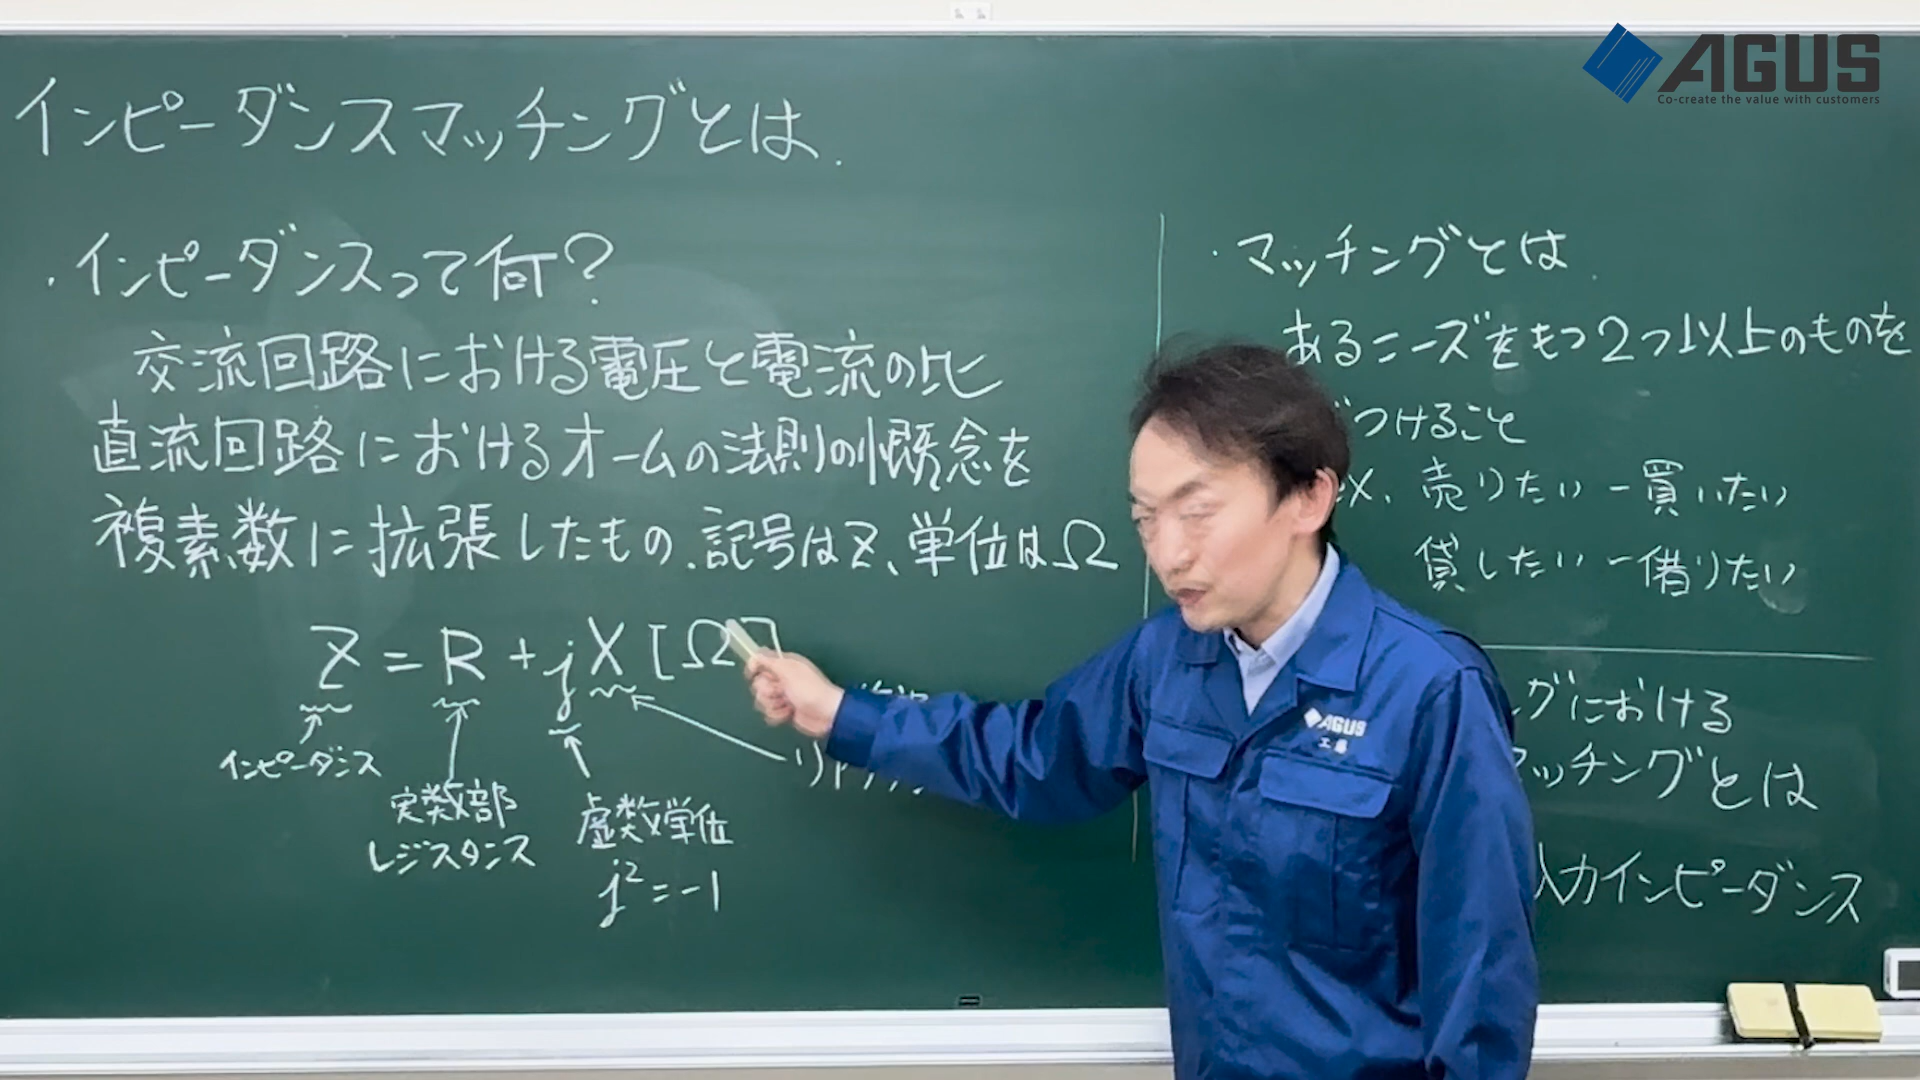 AGUS
Co-create the value with customers
インピーダンスマッチングとは.
・インピーダンスって何?
交流回路における電圧と電流の比
直流回路におけるオームの法則の概念を
複素数に拡張したもの.記号はZ、単位はΩ
Z = R + jX [Ω]
インピーダンス
実数部
レジスタンス
虚数単位
j²=-1
・マッチングとは.
あるニーズをもつ2つ以上のものを
つけること
ex. 売りたい - 買いたい
貸したい - 借りたい
グにおける
マッチングとは
入力インピーダンス
AGUS
工藤